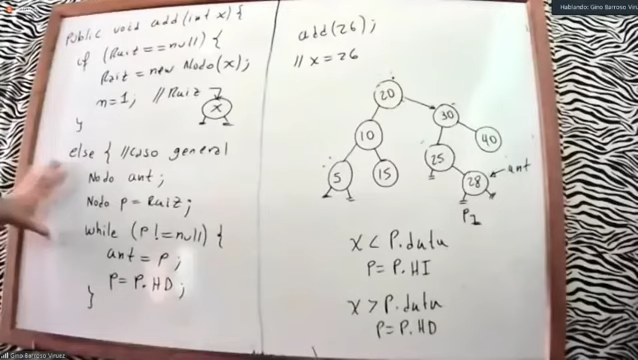 Hablando: Gino Barroso Viruez
Public void add(int x){
if (Raiz==null) {
Raiz = new Nodo(x);
n=1; // Raiz
x
}
else { //Caso general
Nodo ant;
Nodo p = Raiz;
while (P != null) {
ant = P;
P = P.HD;
}
add(26);
// x = 26
20
30
10
40
25
5
15
28
ant
P1
x < P.data
P = P.HI
x > P.data
P = P.HD
Gino Barroso Viruez